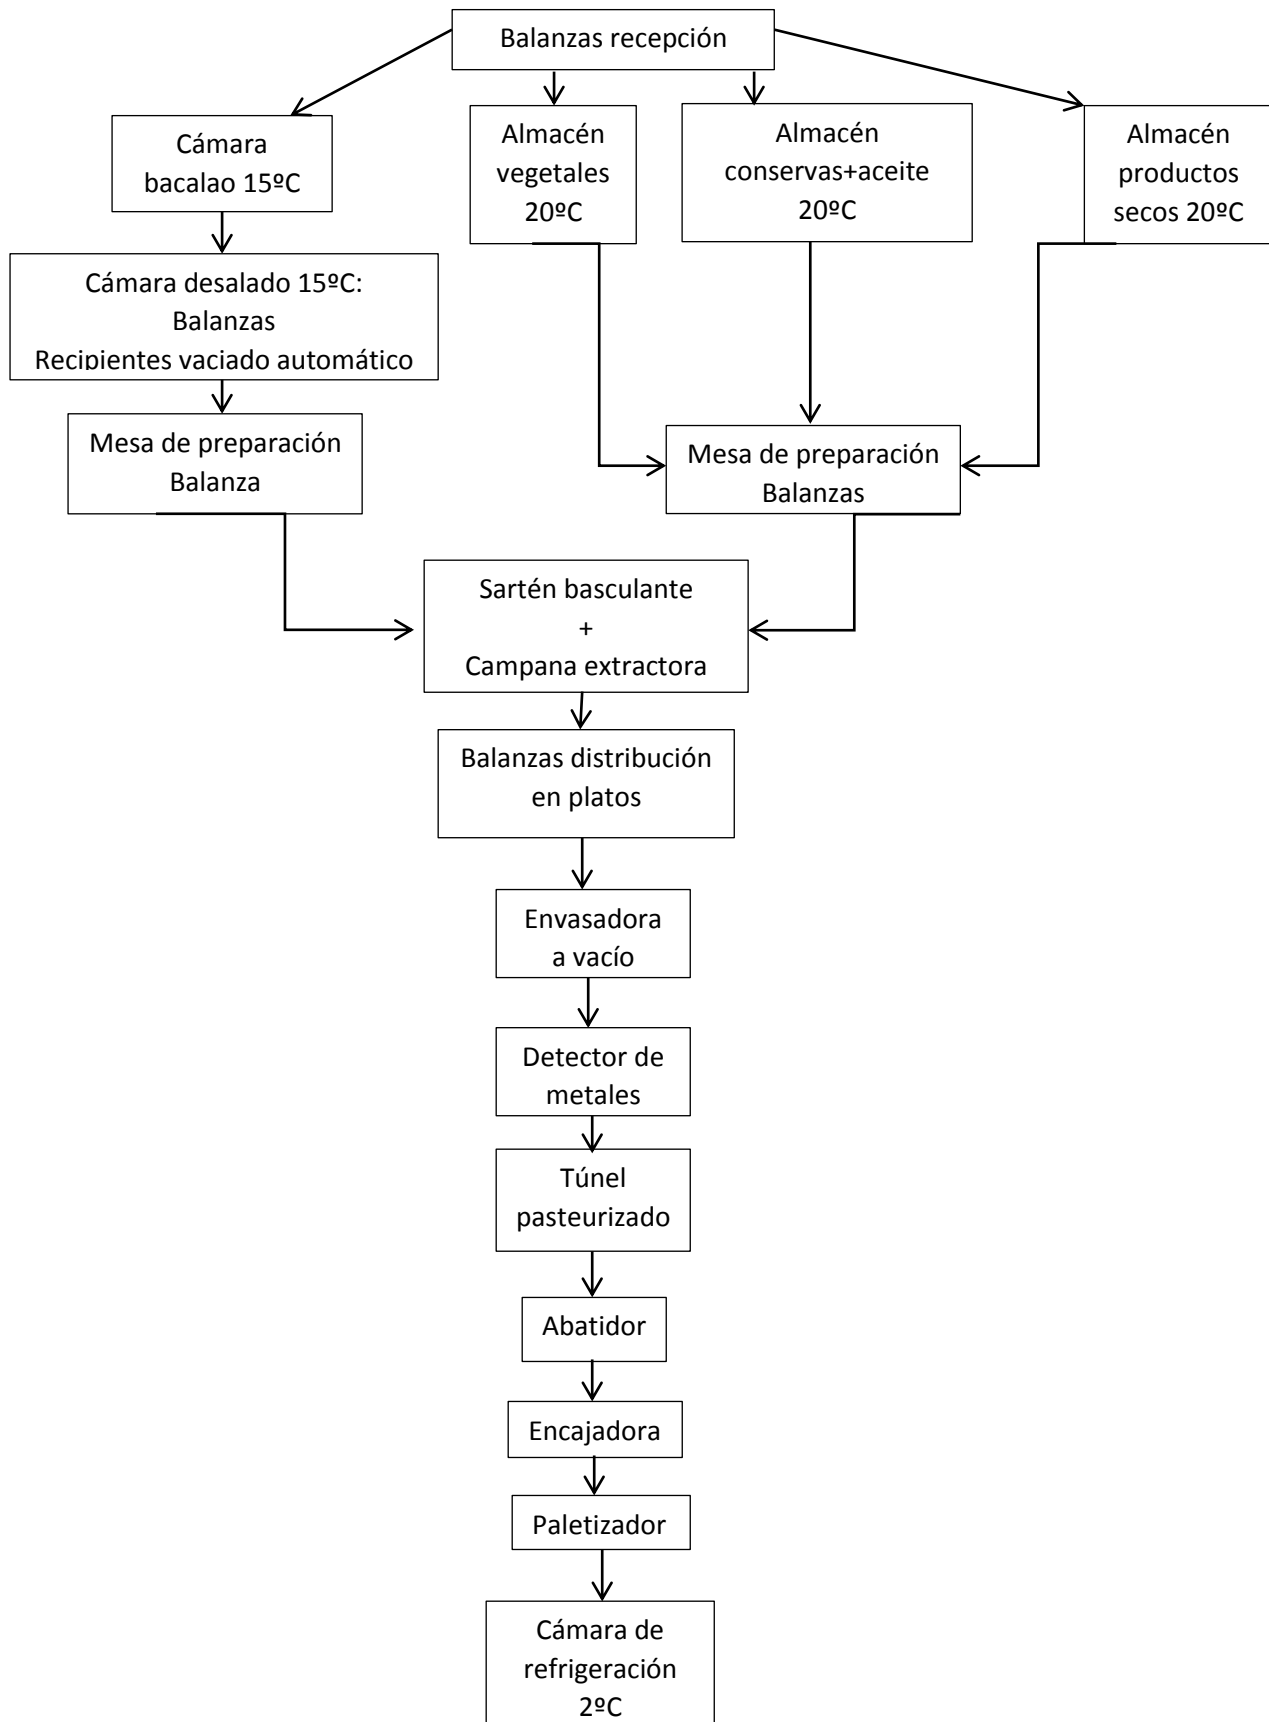 Balanzas recepción
Cámara
bacalao 15ºC
Almacén
vegetales
20ºC
Almacén
conservas+aceite
20ºC
Almacén
productos
secos 20ºC
Cámara desalado 15ºC:
Balanzas
Recipientes vaciado automático
Mesa de preparación
Balanza
Mesa de preparación
Balanzas
Sartén basculante
+
Campana extractora
Balanzas distribución
en platos
Envasadora
a vacío
Detector de
metales
Túnel
pasteurizado
Abatidor
Encajadora
Paletizador
Cámara de
refrigeración
2ºC